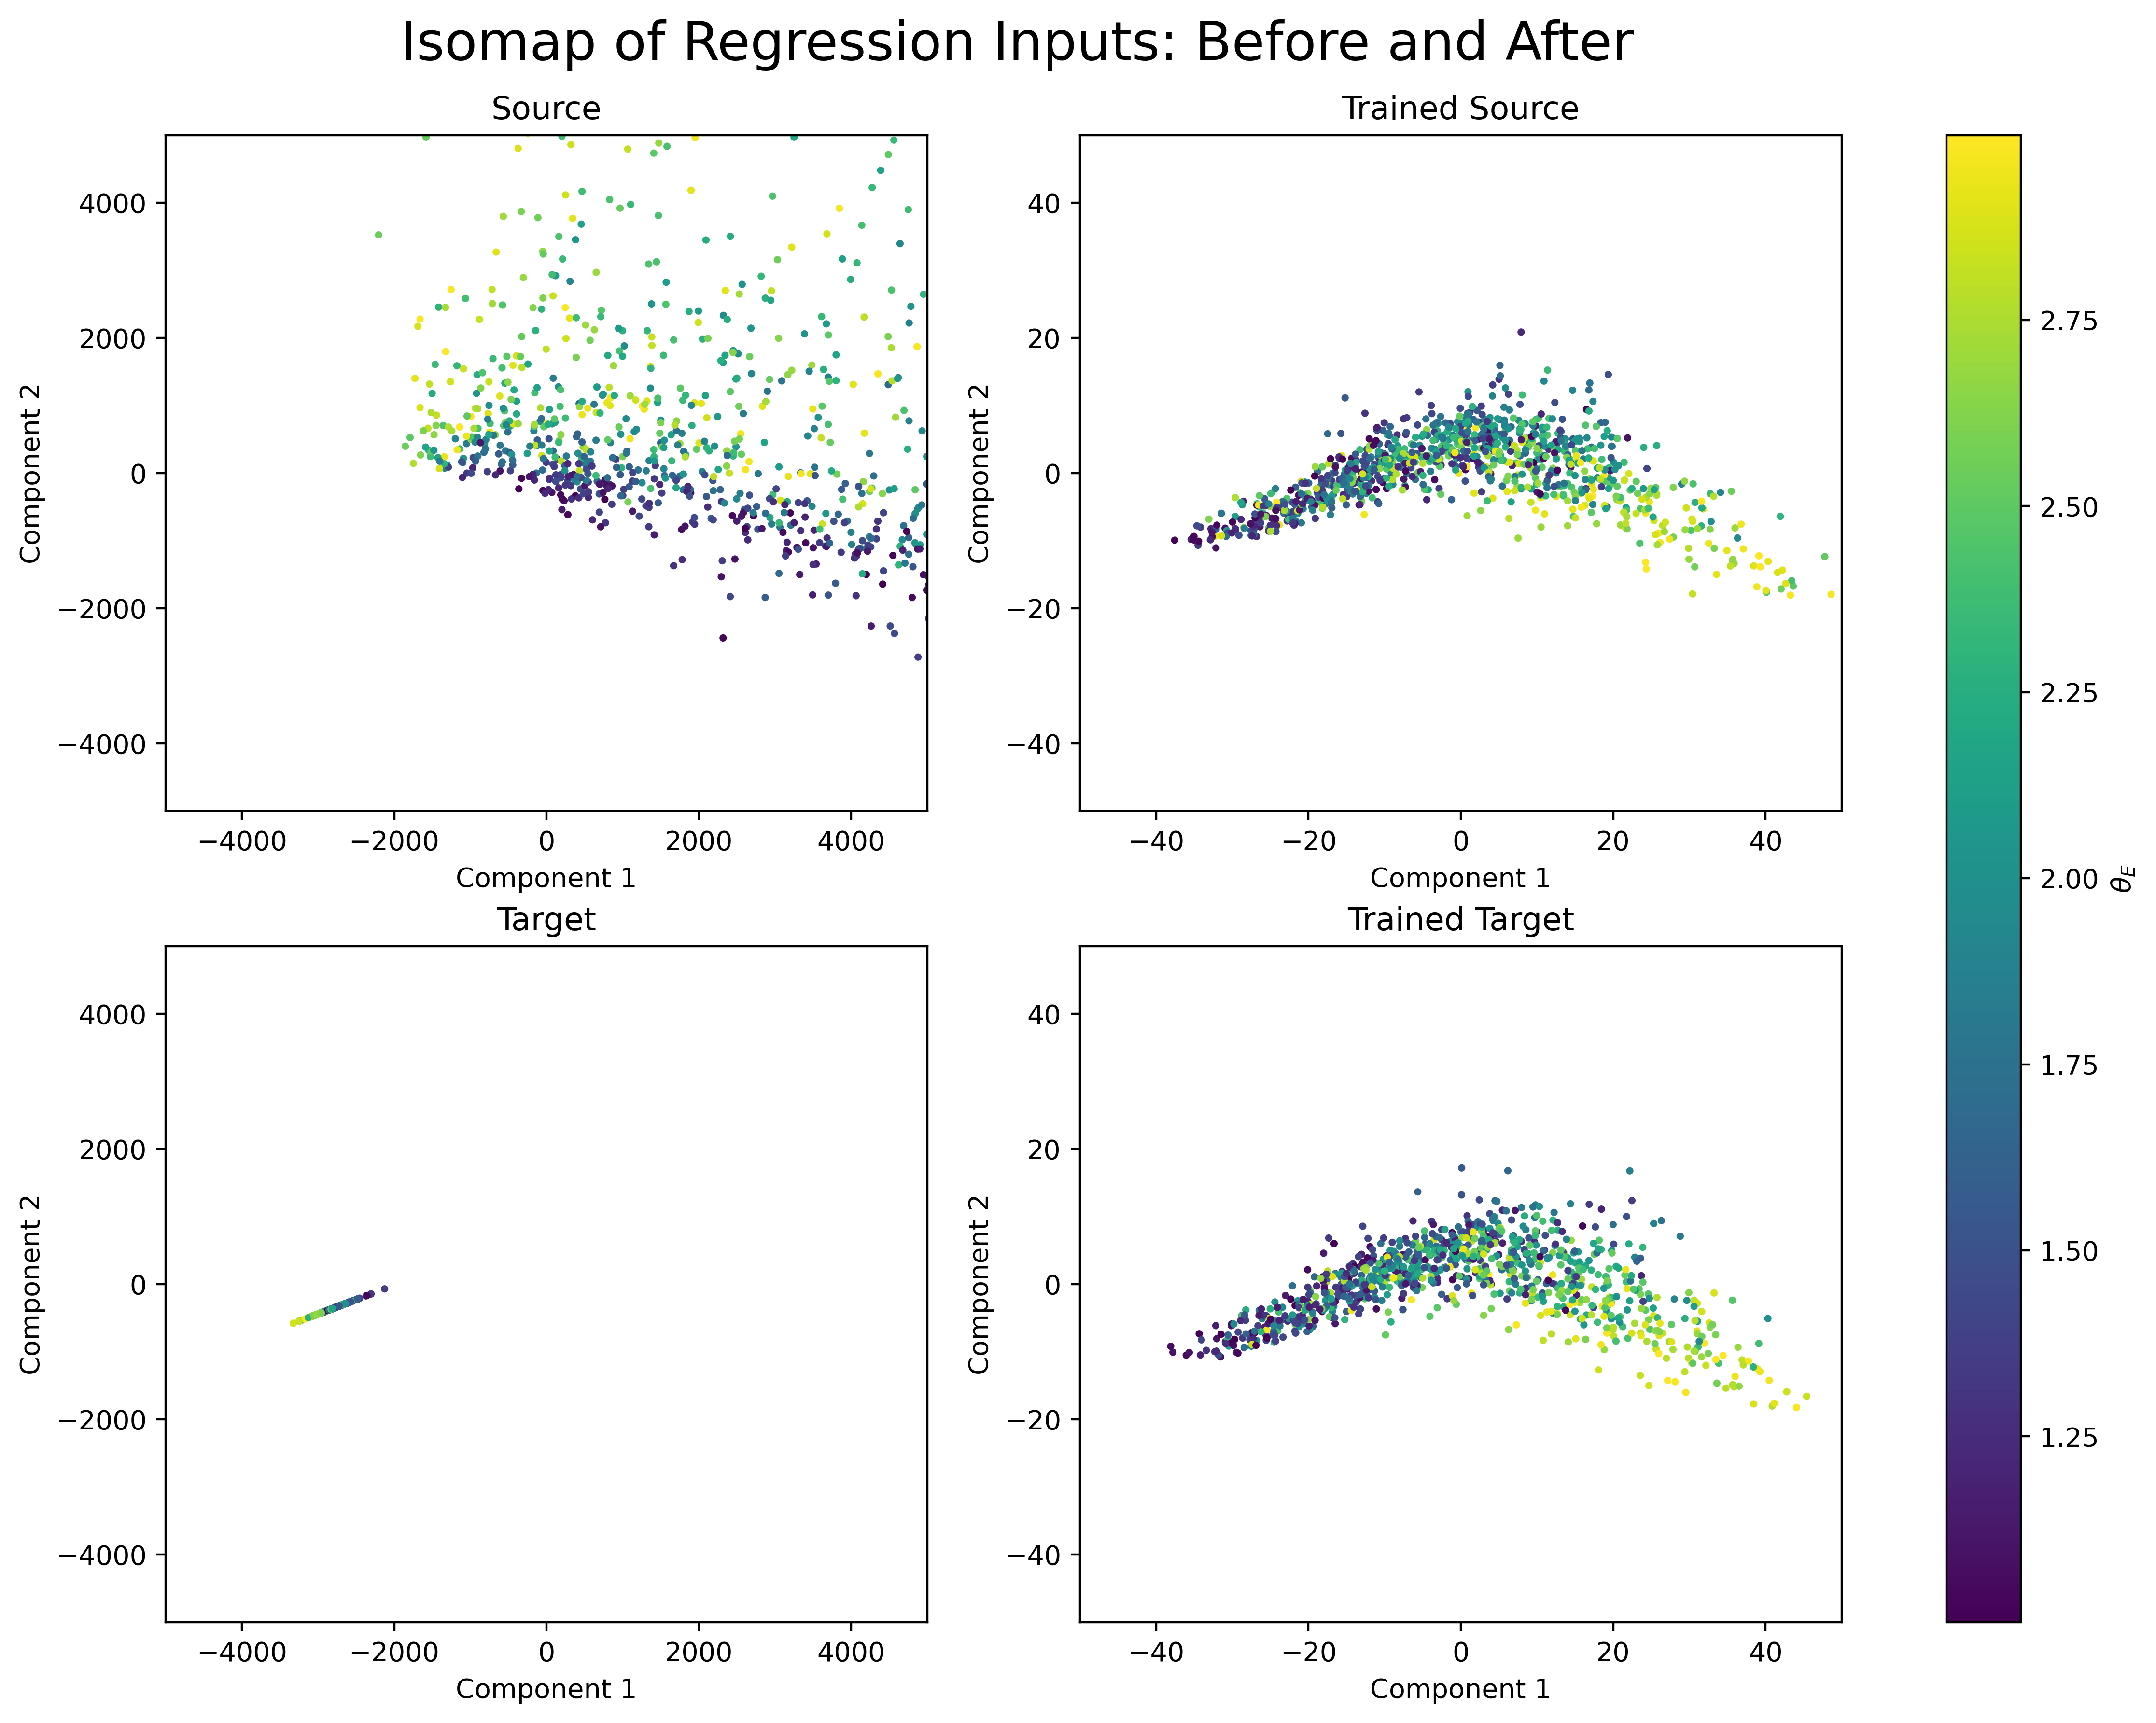 Isomap of Regression Inputs: Before and After
Source
4000
2000
0
−2000
−4000
Component 2
−4000 −2000 0 2000 4000
Component 1
Trained Source
40
20
0
−20
−40
Component 2
−40 −20 0 20 40
Component 1
Target
4000
2000
0
−2000
−4000
Component 2
−4000 −2000 0 2000 4000
Component 1
Trained Target
40
20
0
−20
−40
Component 2
−40 −20 0 20 40
Component 1
2.75
2.50
2.25
2.00
1.75
1.50
1.25
θE